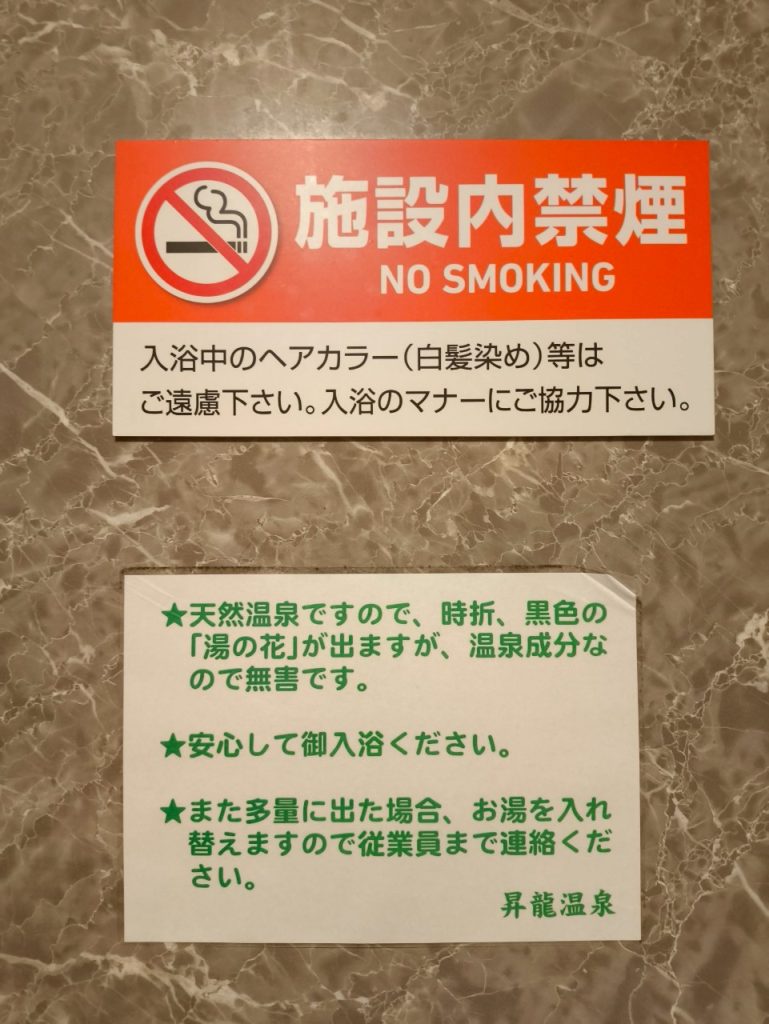 施設内禁煙
NO SMOKING
入浴中のヘアカラー(白髪染め)等は
ご遠慮下さい。入浴のマナーにご協力下さい。
★天然温泉ですので、時折、黒色の
「湯の花」が出ますが、温泉成分な
ので無害です。
★安心して御入浴ください。
★また多量に出た場合、お湯を入れ
替えますので従業員まで連絡くだ
さい。
昇龍温泉